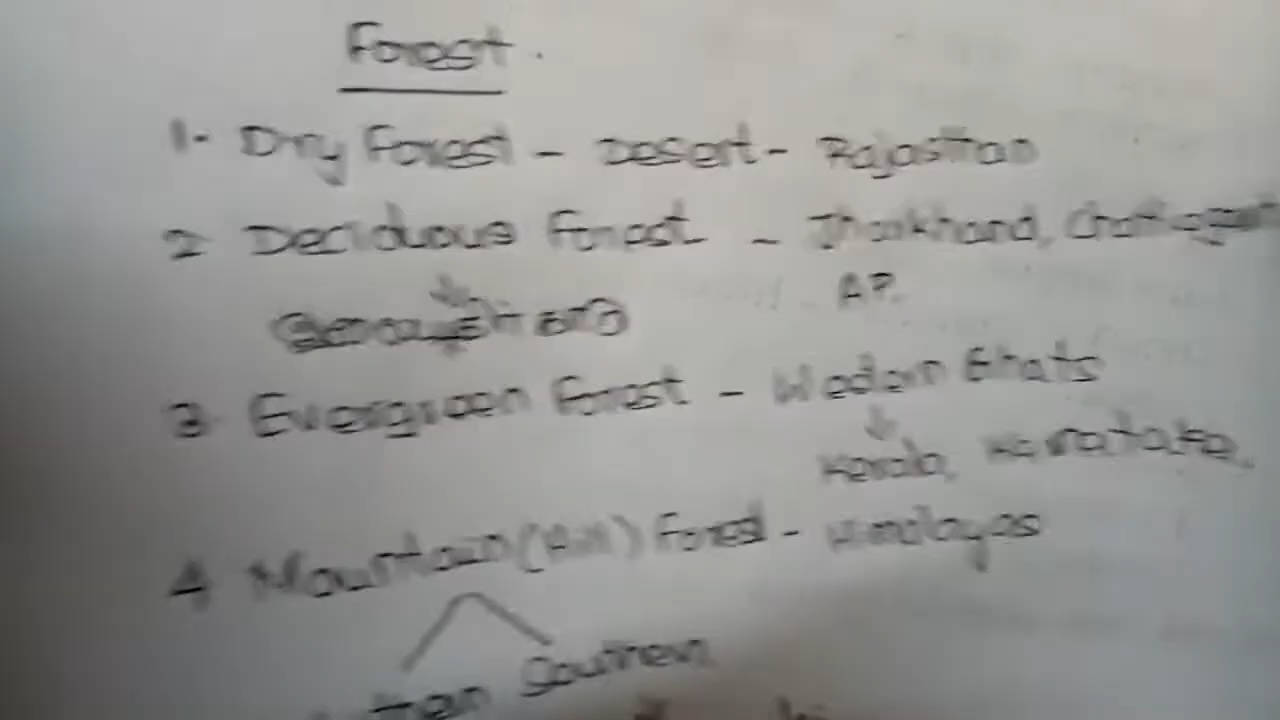 Forest.
1. Dry Forest - Desert - Rajasthan
2 Deciduous Forest - Jharkhand,
↓ AP.
3 Evergreen Forest - Western Ghats
↓
Kerala, Karnataka,
4 Mountain (Hill) Forest - Himalayas
Southern